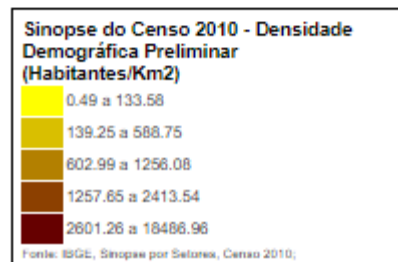 Sinopse do Censo 2010 - Densidade
Demográfica Preliminar
(Habitantes/Km2)
0.49 a 133.58
139.25 a 588.75
602.99 a 1256.08
1257.65 a 2413.54
2601.26 a 18486.96
Fonte: IBGE, Sinopse por Setores, Censo 2010;